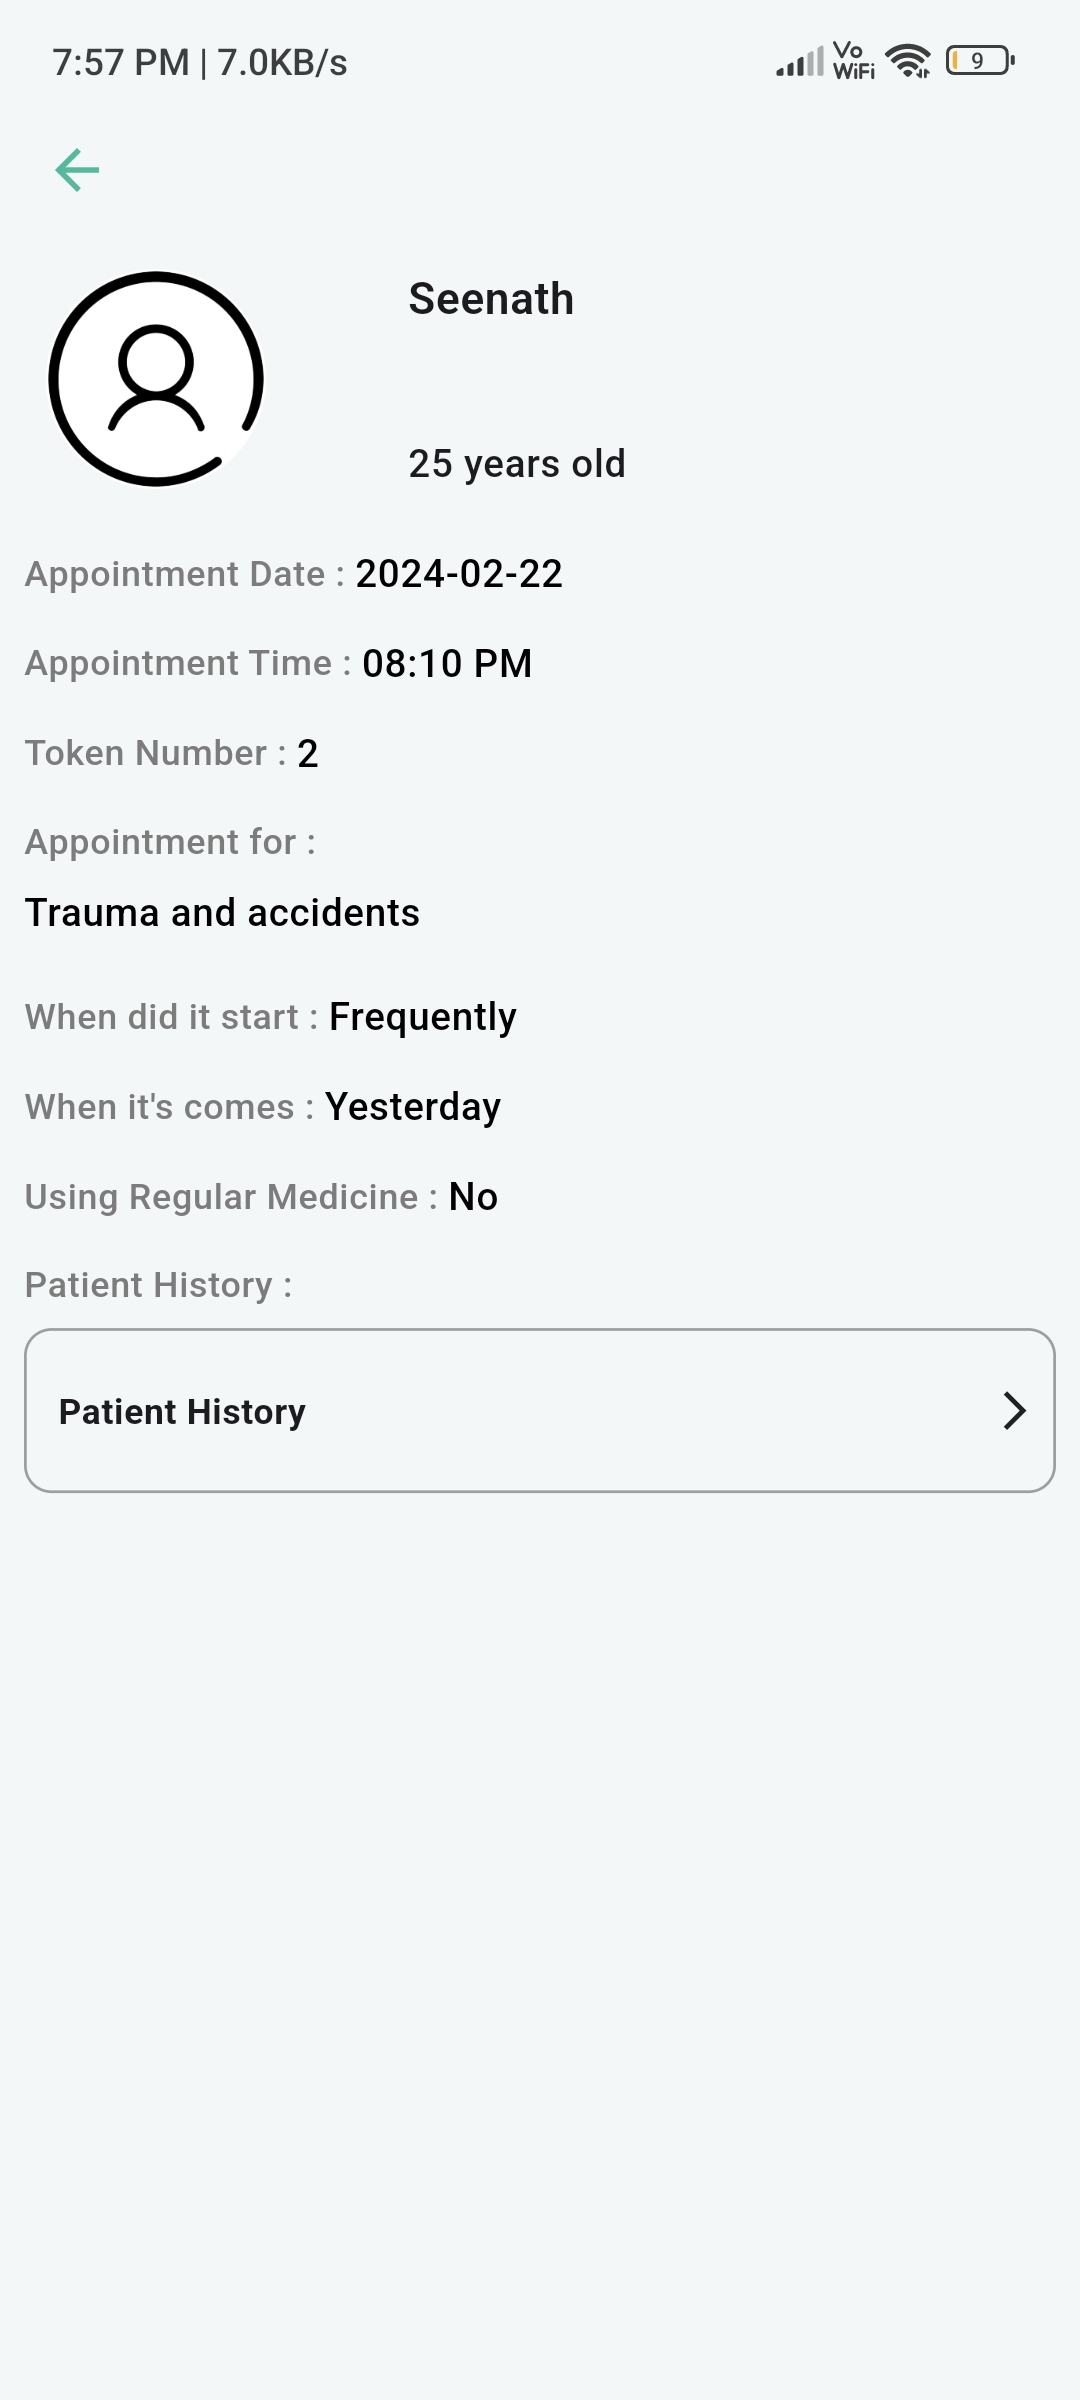 7:57 PM | 7.0KB/s Vo WiFi 9
Seenath
25 years old
Appointment Date : 2024-02-22
Appointment Time : 08:10 PM
Token Number : 2
Appointment for :
Trauma and accidents
When did it start : Frequently
When it's comes : Yesterday
Using Regular Medicine : No
Patient History :
Patient History